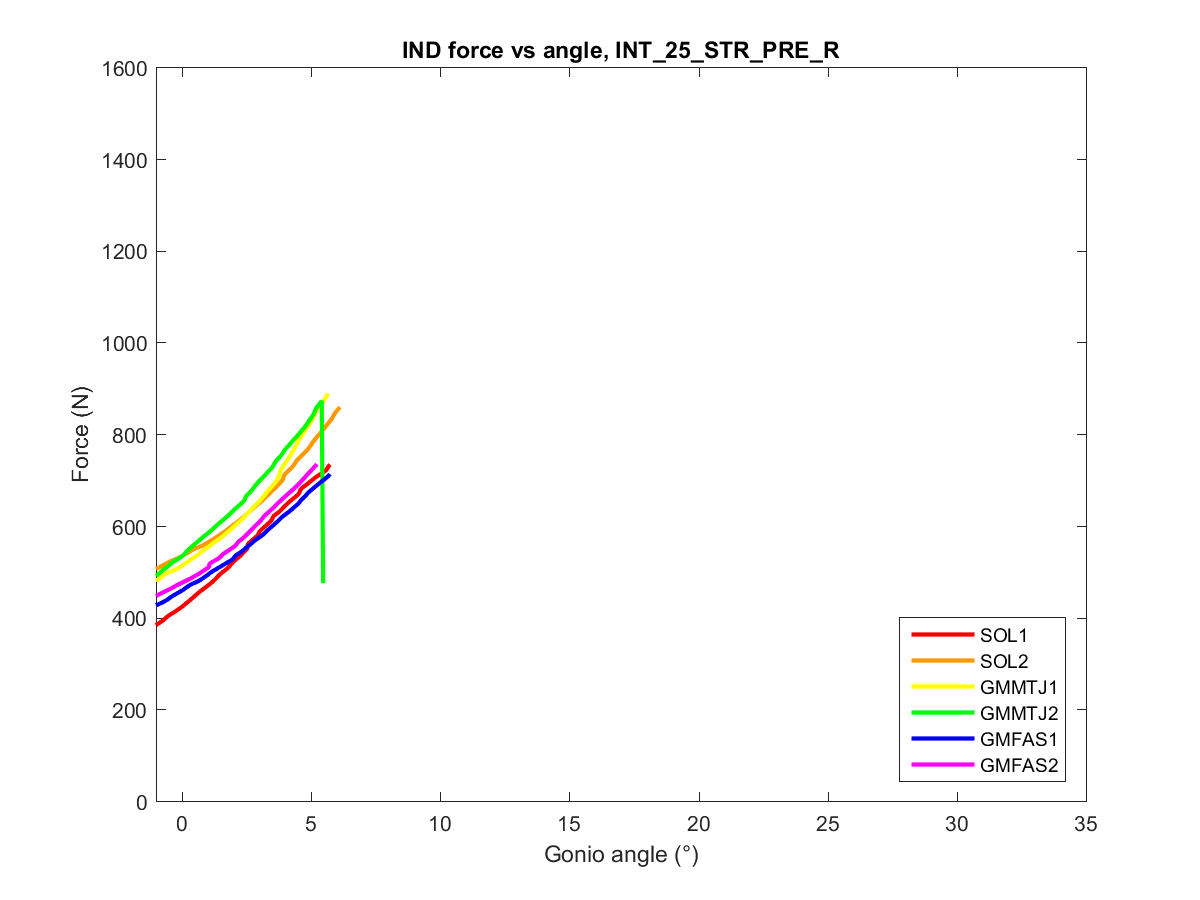 IND force vs angle, INT_25_STR_PRE_R
1600
1400
1200
1000
800
600
400
200
0
Force (N)
0 5 10 15 20 25 30 35
Gonio angle (°)
SOL1
SOL2
GMMTJ1
GMMTJ2
GMFAS1
GMFAS2